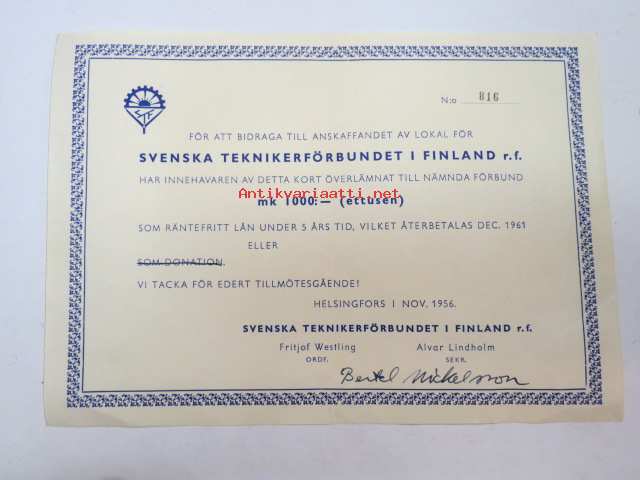 STF
N:o 816
FÖR ATT BIDRAGA TILL ANSKAFFANDET AV LOKAL FÖR
SVENSKA TEKNIKERFÖRBUNDET I FINLAND r.f.
HAR INNEHAVAREN AV DETTA KORT ÖVERLÄMNAT TILL NÄMNDA FÖRBUND
Antikvariaatti.net
mk 1000:— (ettusen)
SOM RÄNTEFRITT LÅN UNDER 5 ÅRS TID, VILKET ÅTERBETALAS DEC. 1961
ELLER
SOM DONATION.
VI TACKA FÖR EDERT TILLMÖTESGÅENDE!
HELSINGFORS 1 NOV. 1956.
SVENSKA TEKNIKERFÖRBUNDET I FINLAND r.f.
Fritjof Westling Alvar Lindholm
ORDF. SEKR.
Bertel Nickelsson